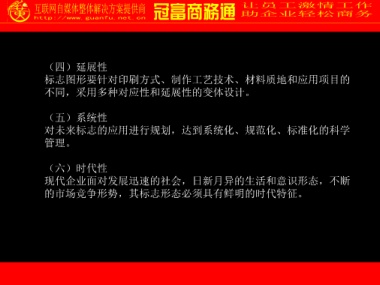 互联网自媒体整体解决方案提供商
http://www.guanfu.net.cn
冠富商務通
让员工激情工作
助企业轻松商务
（四）延展性
标志图形要针对印刷方式、制作工艺技术、材料质地和应用项目的
不同，采用多种对应性和延展性的变体设计。
（五）系统性
对未来标志的应用进行规划，达到系统化、规范化、标准化的科学
管理。
（六）时代性
现代企业面对发展迅速的社会，日新月异的生活和意识形态，不断
的市场竞争形势，其标志形态必须具有鲜明的时代特征。